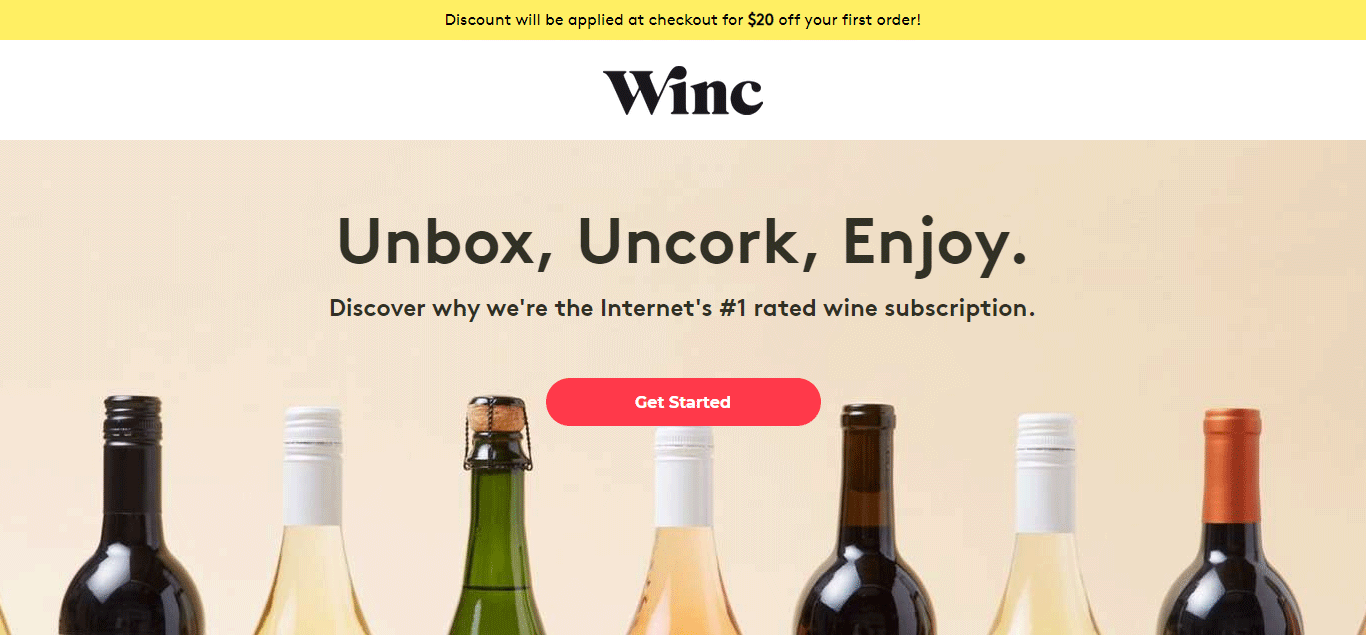 Discount will be applied at checkout for $20 off your first order!
Winc
Unbox, Uncork, Enjoy.
Discover why we're the Internet's #1 rated wine subscription.
Get Started